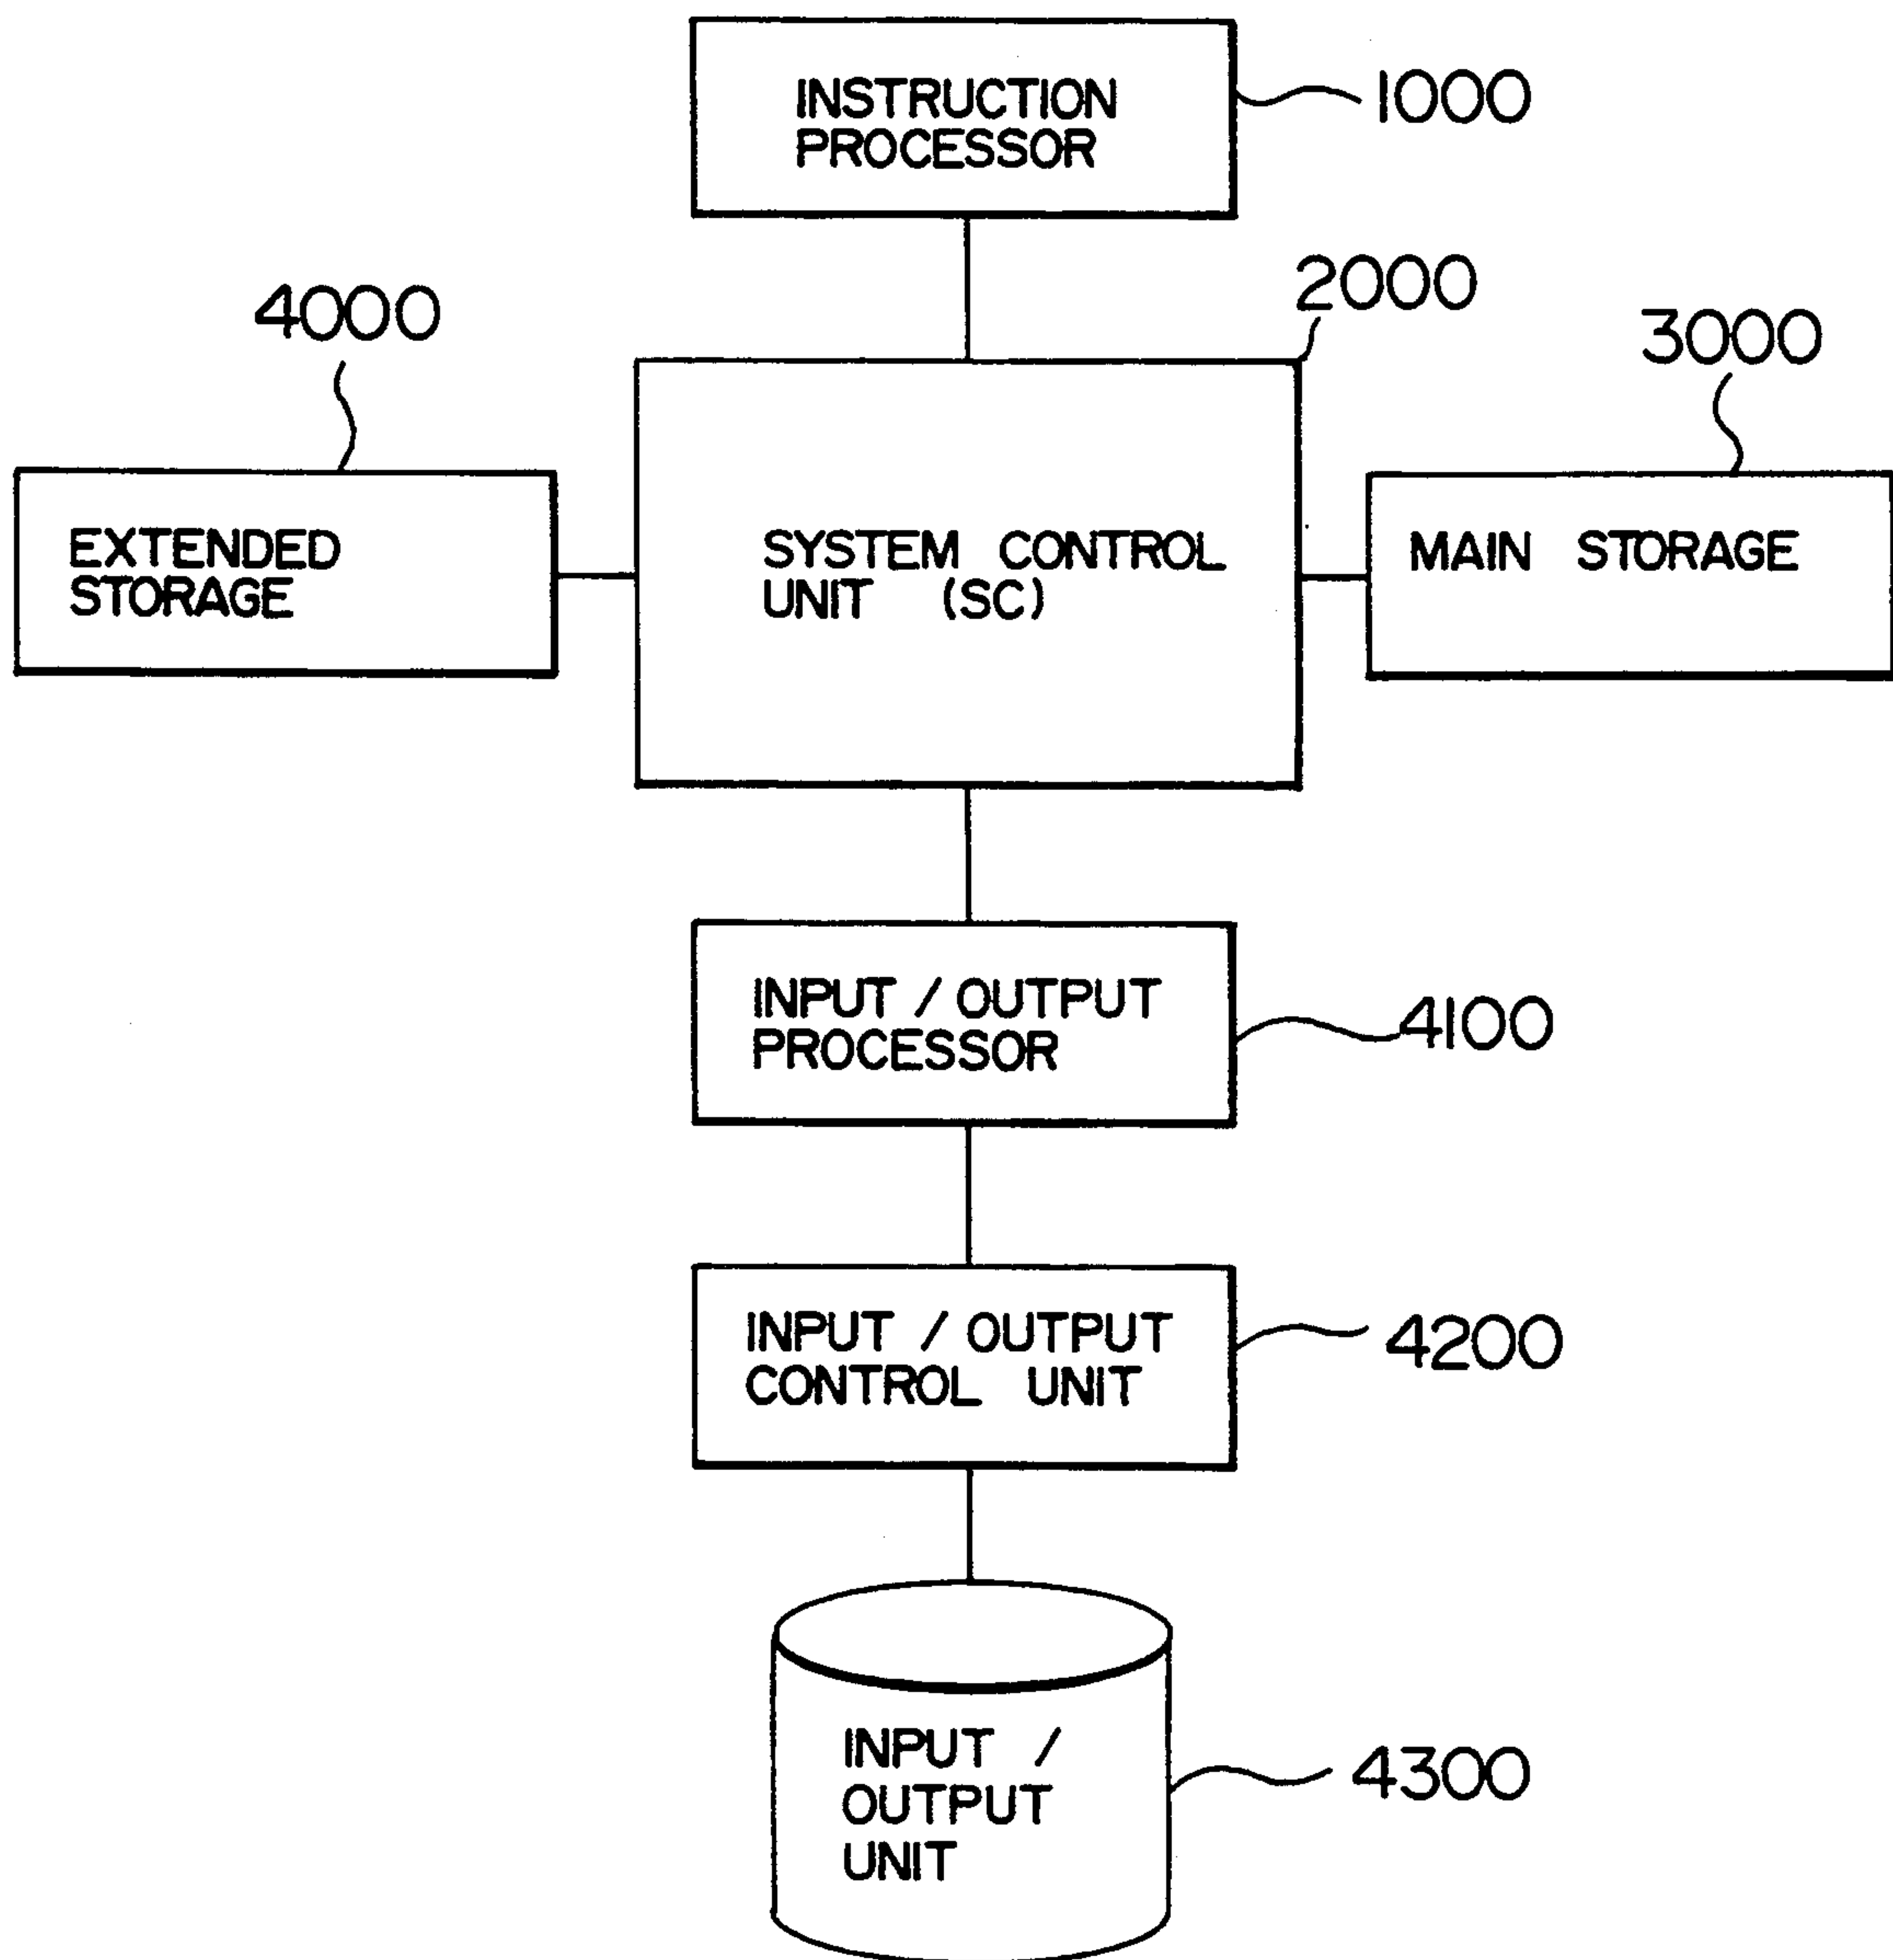 INSTRUCTION
PROCESSOR
1000
2000
4000
3000
EXTENDED
STORAGE
SYSTEM CONTROL
UNIT (SC)
MAIN STORAGE
INPUT / OUTPUT
PROCESSOR
4100
INPUT / OUTPUT
CONTROL UNIT
4200
INPUT /
OUTPUT
UNIT
4300